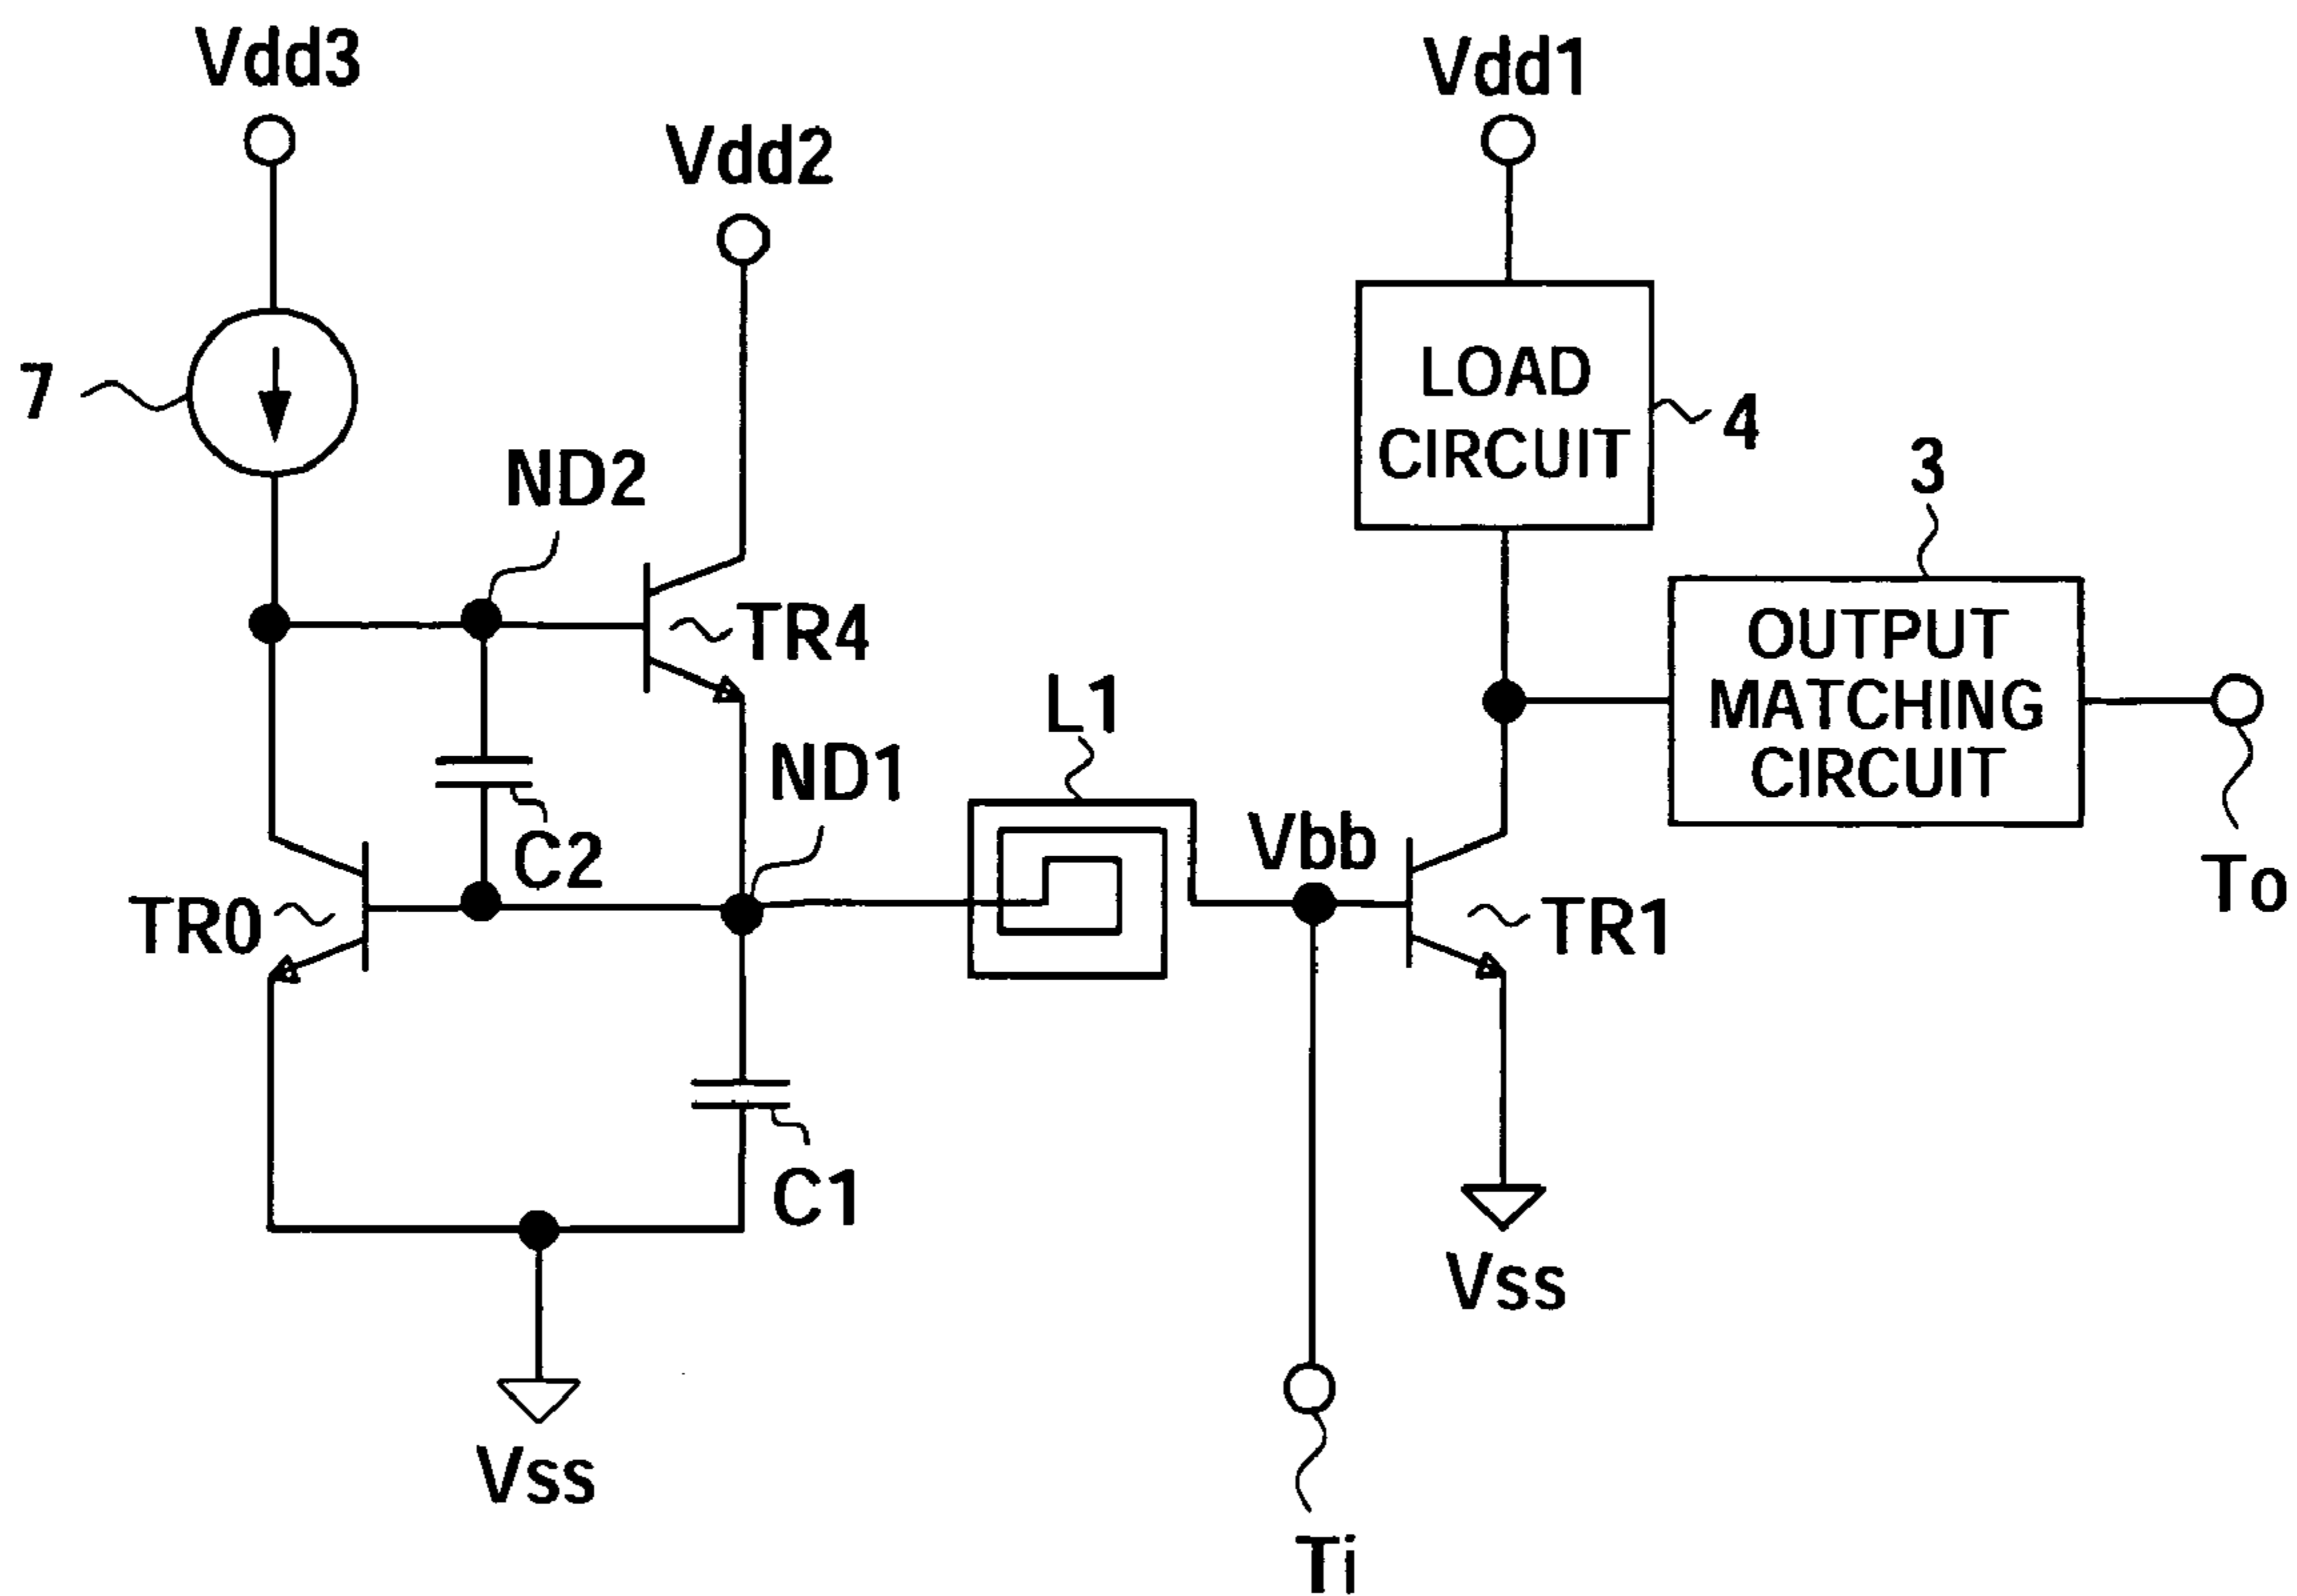 Vdd3
Vdd1
Vdd2
7
LOAD
CIRCUIT
4
ND2
3
TR4
OUTPUT
MATCHING
CIRCUIT
L1
ND1
Vbb
C2
To
TR0
TR1
C1
Vss
Vss
Ti